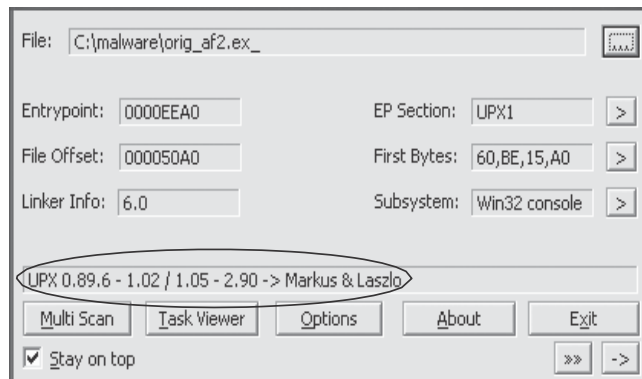 File: C:\malware\orig_af2.ex_ ...
Entrypoint: 0000EEA0 EP Section: UPX1 >
File Offset: 000050A0 First Bytes: 60,BE,15,A0 >
Linker Info: 6.0 Subsystem: Win32 console >
UPX 0.89.6 - 1.02 / 1.05 - 2.90 -> Markus & Laszlo
Multi Scan Task Viewer Options About Exit
Stay on top »» ->